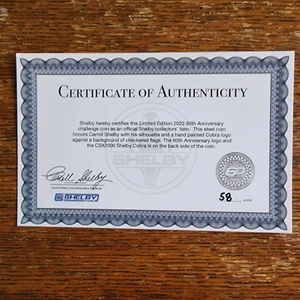 CERTIFICATE OF AUTHENTICITY
Shelby hereby certifies this Limited Edition 2022 60th Anniversary
challenge coin as an official Shelby collectors' item. This steel coin
honors Carroll Shelby with his silhouette and a hand painted Cobra logo
against a background of checkered flags. The 60th Anniversary logo and
the CSX2000 Shelby Cobra is on the back side of the coin.
SHELBY
Carroll Shelby
60
SHELBY
58